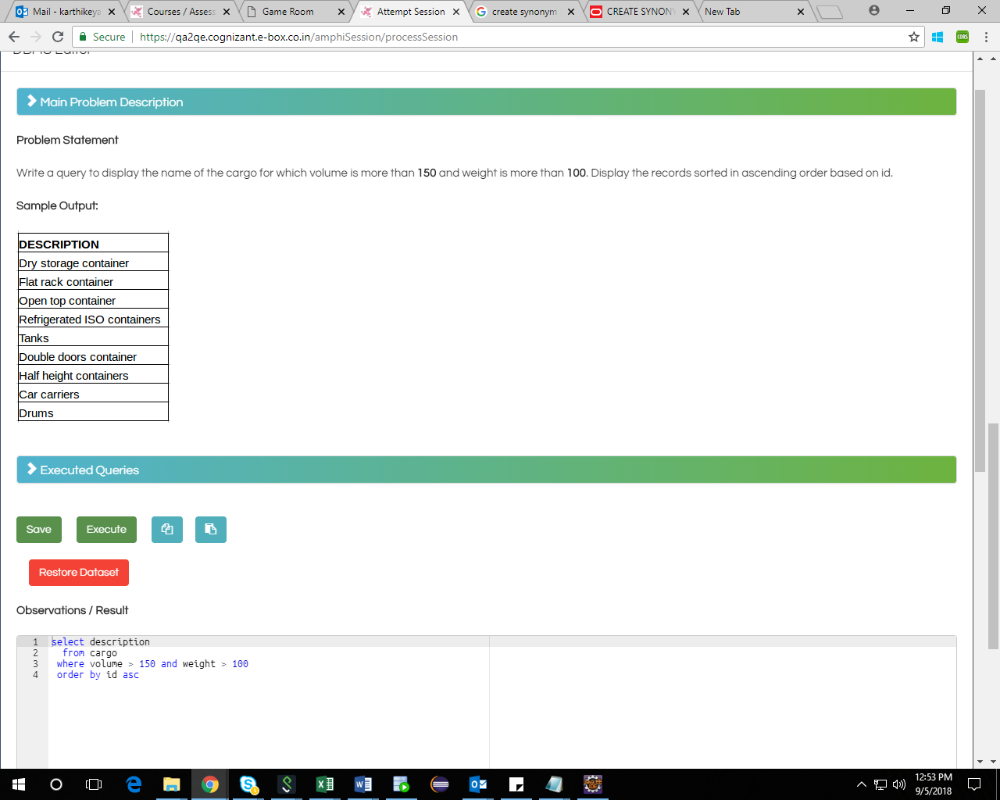 Mail - karthikeya
Courses / Assess
Game Room
Attempt Session
create synonym
CREATE SYNON
New Tab
Secure
https://qa2qe.cognizant.e-box.co.in/amphiSession/processSession
CORS
Main Problem Description
Problem Statement
Write a query to display the name of the cargo for which volume is more than 150 and weight is more than 100. Display the records sorted in ascending order based on id.
Sample Output:
DESCRIPTION
Dry storage container
Flat rack container
Open top container
Refrigerated ISO containers
Tanks
Double doors container
Half height containers
Car carriers
Drums
Executed Queries
Save Execute
Restore Dataset
Observations / Result
1 select description
2 from cargo
3 where volume > 150 and weight > 100
4 order by id asc
12:53 PM
9/5/2018